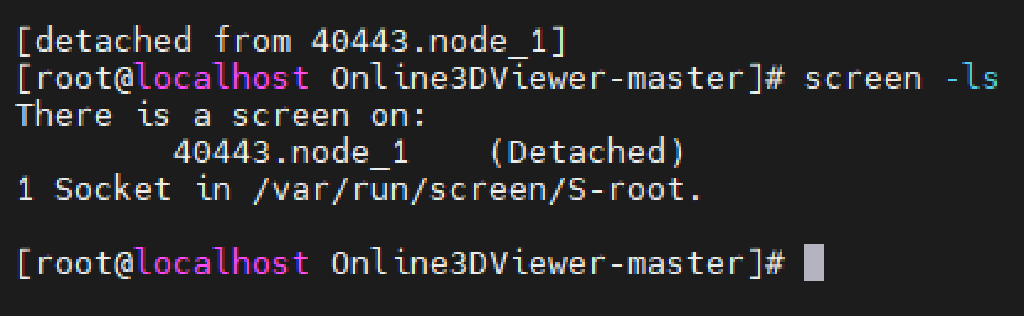 [detached from 40443.node_1]
[root@localhost Online3DViewer-master]# screen -ls
There is a screen on:
        40443.node_1    (Detached)
1 Socket in /var/run/screen/S-root.

[root@localhost Online3DViewer-master]#